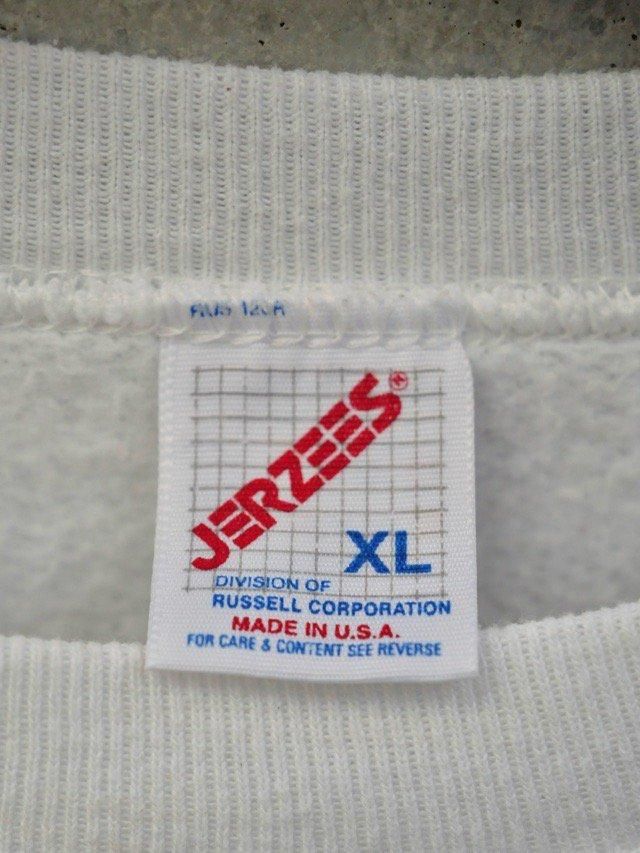 JERZEES®
XL
DIVISION OF
RUSSELL CORPORATION
MADE IN U.S.A.
FOR CARE & CONTENT SEE REVERSE